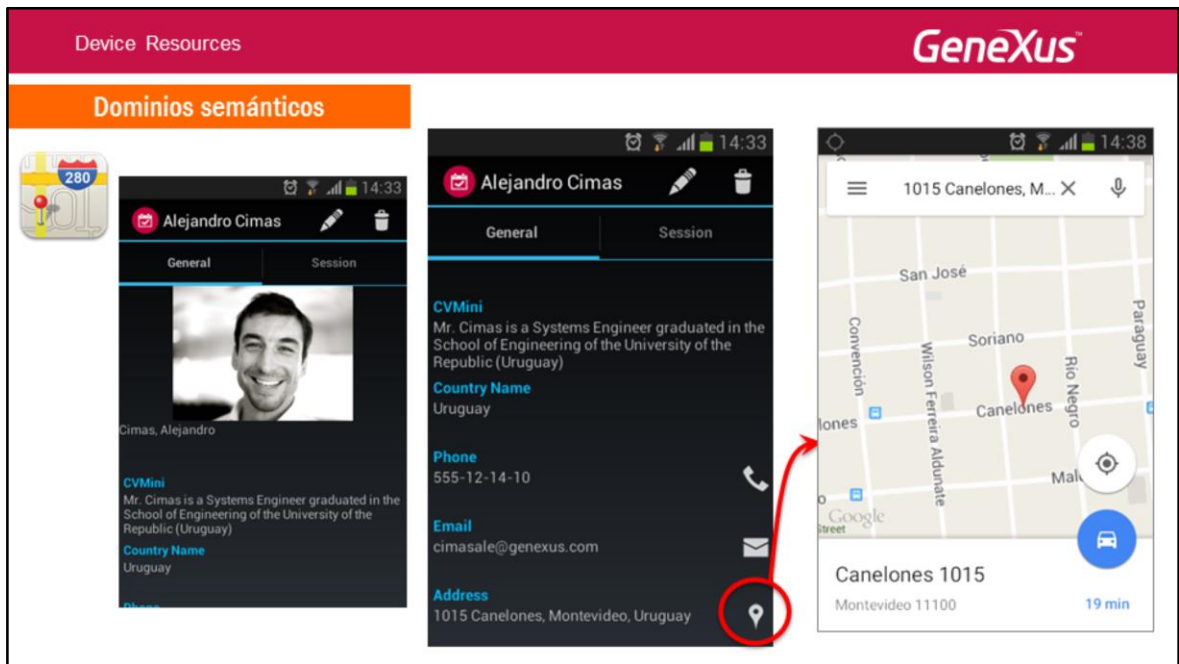 Device Resources
GeneXus™
Dominios semánticos
280
14:33
Alejandro Cimas
General Session
Cimas, Alejandro
CVMini
Mr. Cimas is a Systems Engineer graduated in the
School of Engineering of the University of the
Republic (Uruguay)
Country Name
Uruguay
Phone
14:33
Alejandro Cimas
General Session
CVMini
Mr. Cimas is a Systems Engineer graduated in the
School of Engineering of the University of the
Republic (Uruguay)
Country Name
Uruguay
Phone
555-12-14-10
Email
cimasale@genexus.com
Address
1015 Canelones, Montevideo, Uruguay
14:38
1015 Canelones, M...
San José
Paraguay
Convención
Soriano
Wilson Ferreira Aldunate
Río Negro
Canelones
lones
Mal
Google
Street
Canelones 1015
Montevideo 11100 19 min